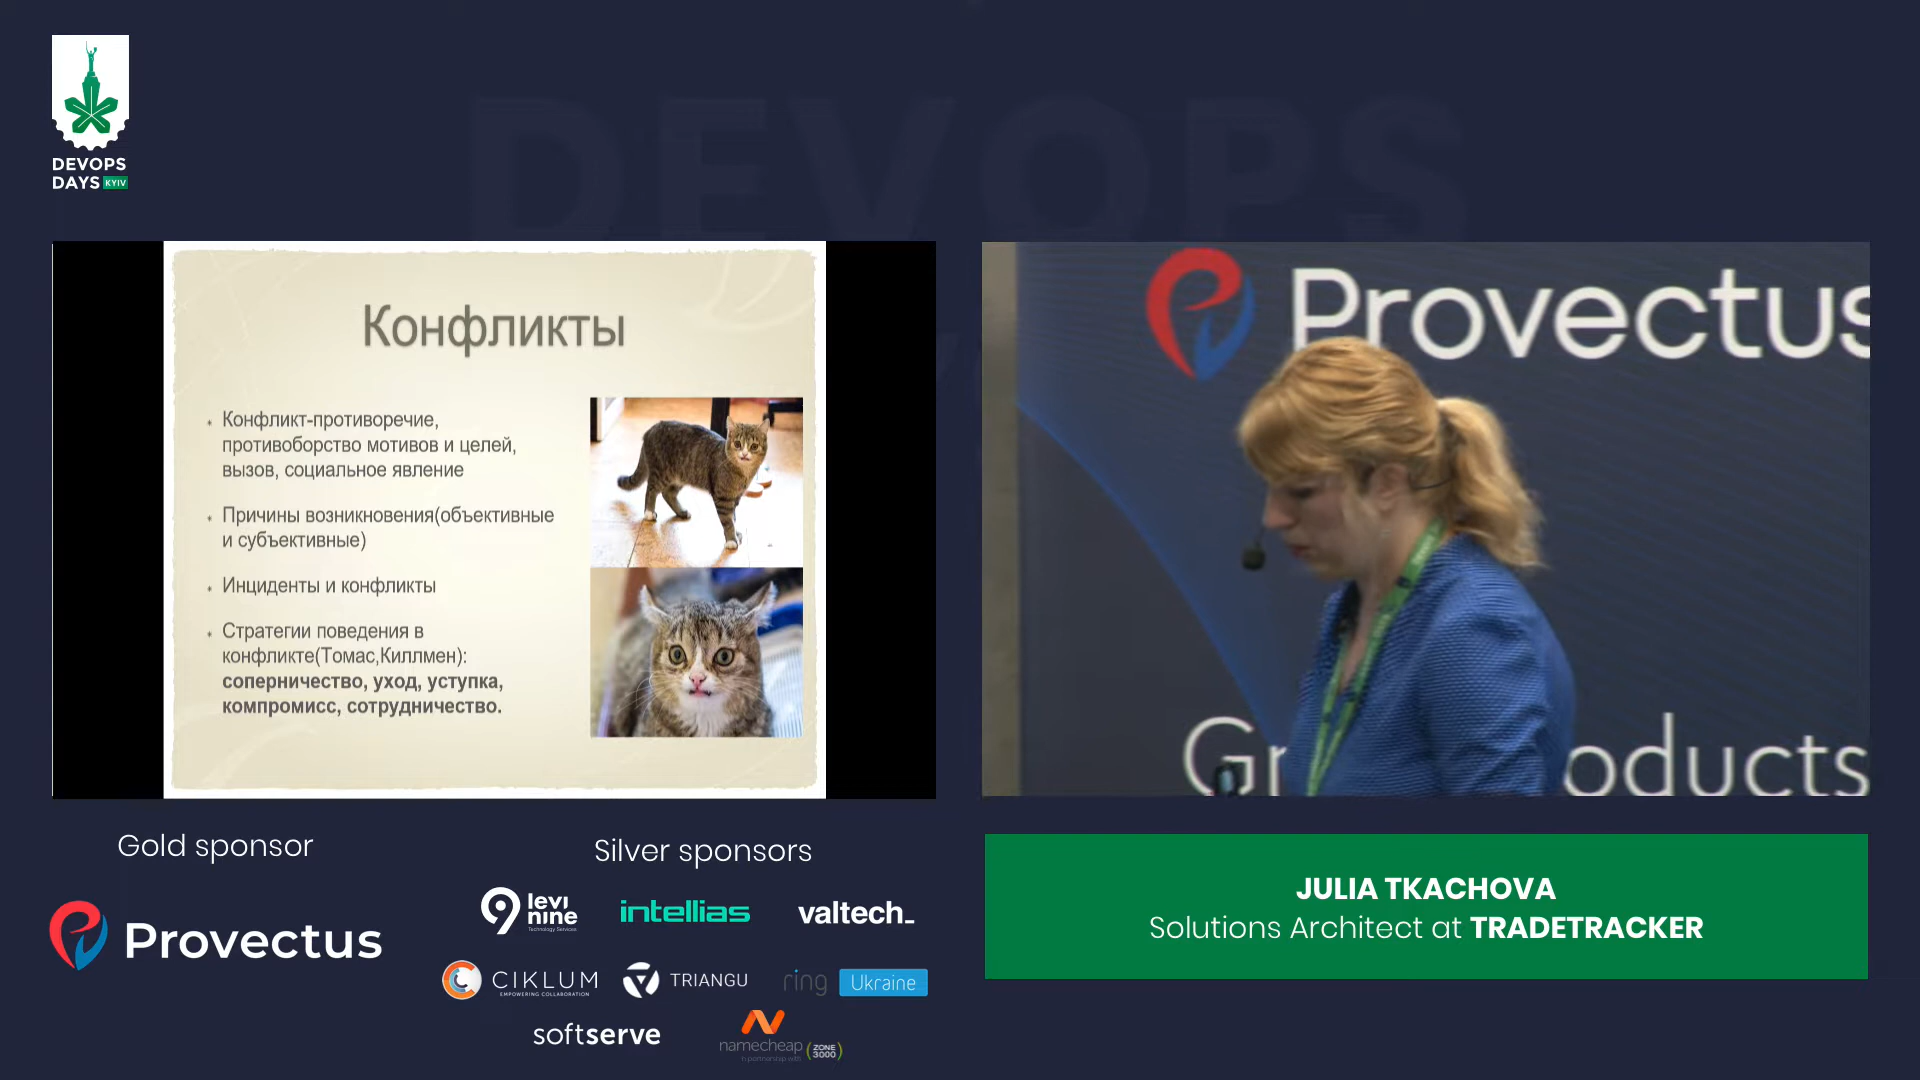 DEVOPS
DAYS KYIV
DEVOPS
Конфликты
Конфликт-противоречие,
противоборство мотивов и целей,
вызов, социальное явление
Причины возникновения(объективные
и субъективные)
Инциденты и конфликты
Стратегии поведения в
конфликте(Томас,Киллмен):
соперничество, уход, уступка,
компромисс, сотрудничество.
Provectus
Gr oducts
Gold sponsor
Provectus
Silver sponsors
levi
nine
Technology Services
intellias
valtech_
CIKLUM
EMPOWERING COLLABORATION
TRIANGU
ring Ukraine
softserve
namecheap
in partnership with
ZONE
3000
JULIA TKACHOVA
Solutions Architect at TRADETRACKER